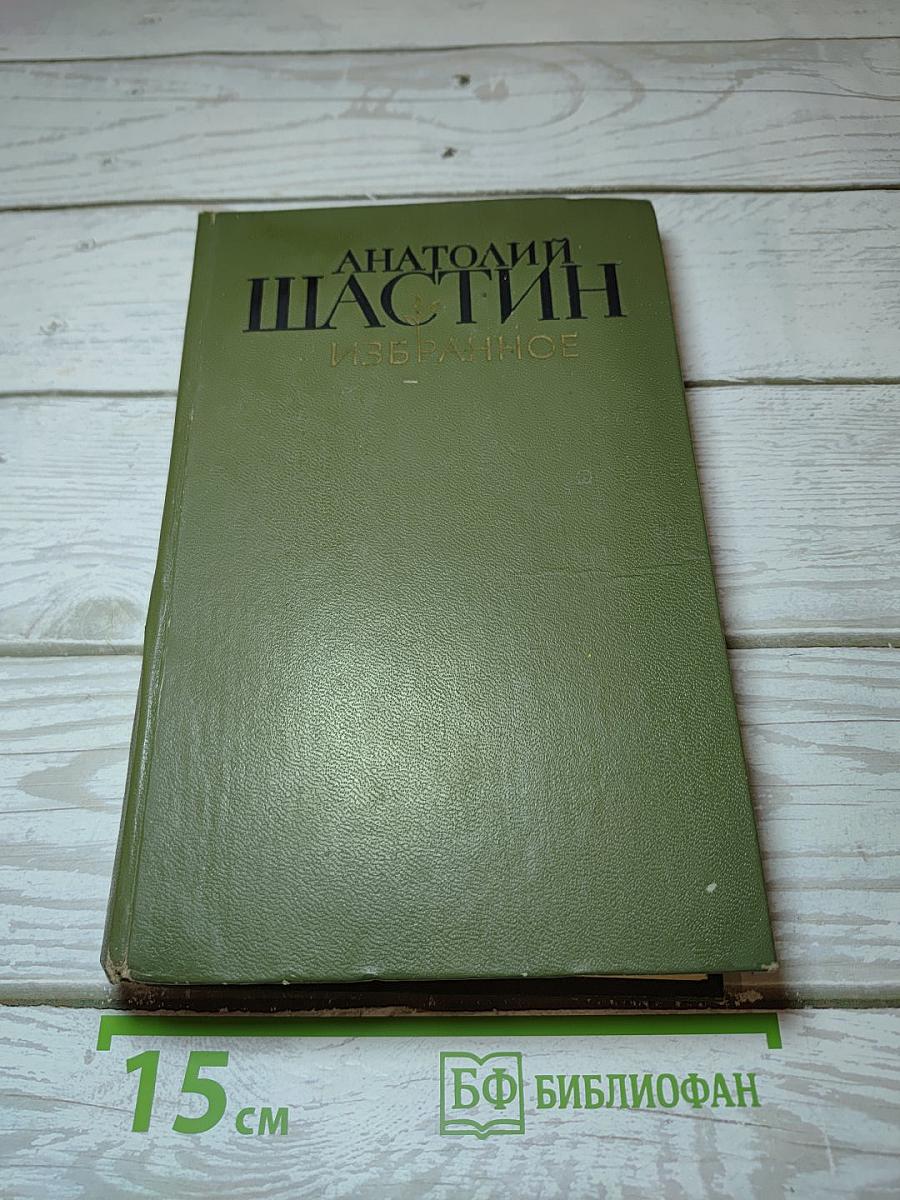 АНАТОЛИЙ
ШАСТИН
ИЗБРАННОЕ
15 см
БФ БИБЛИОФАН